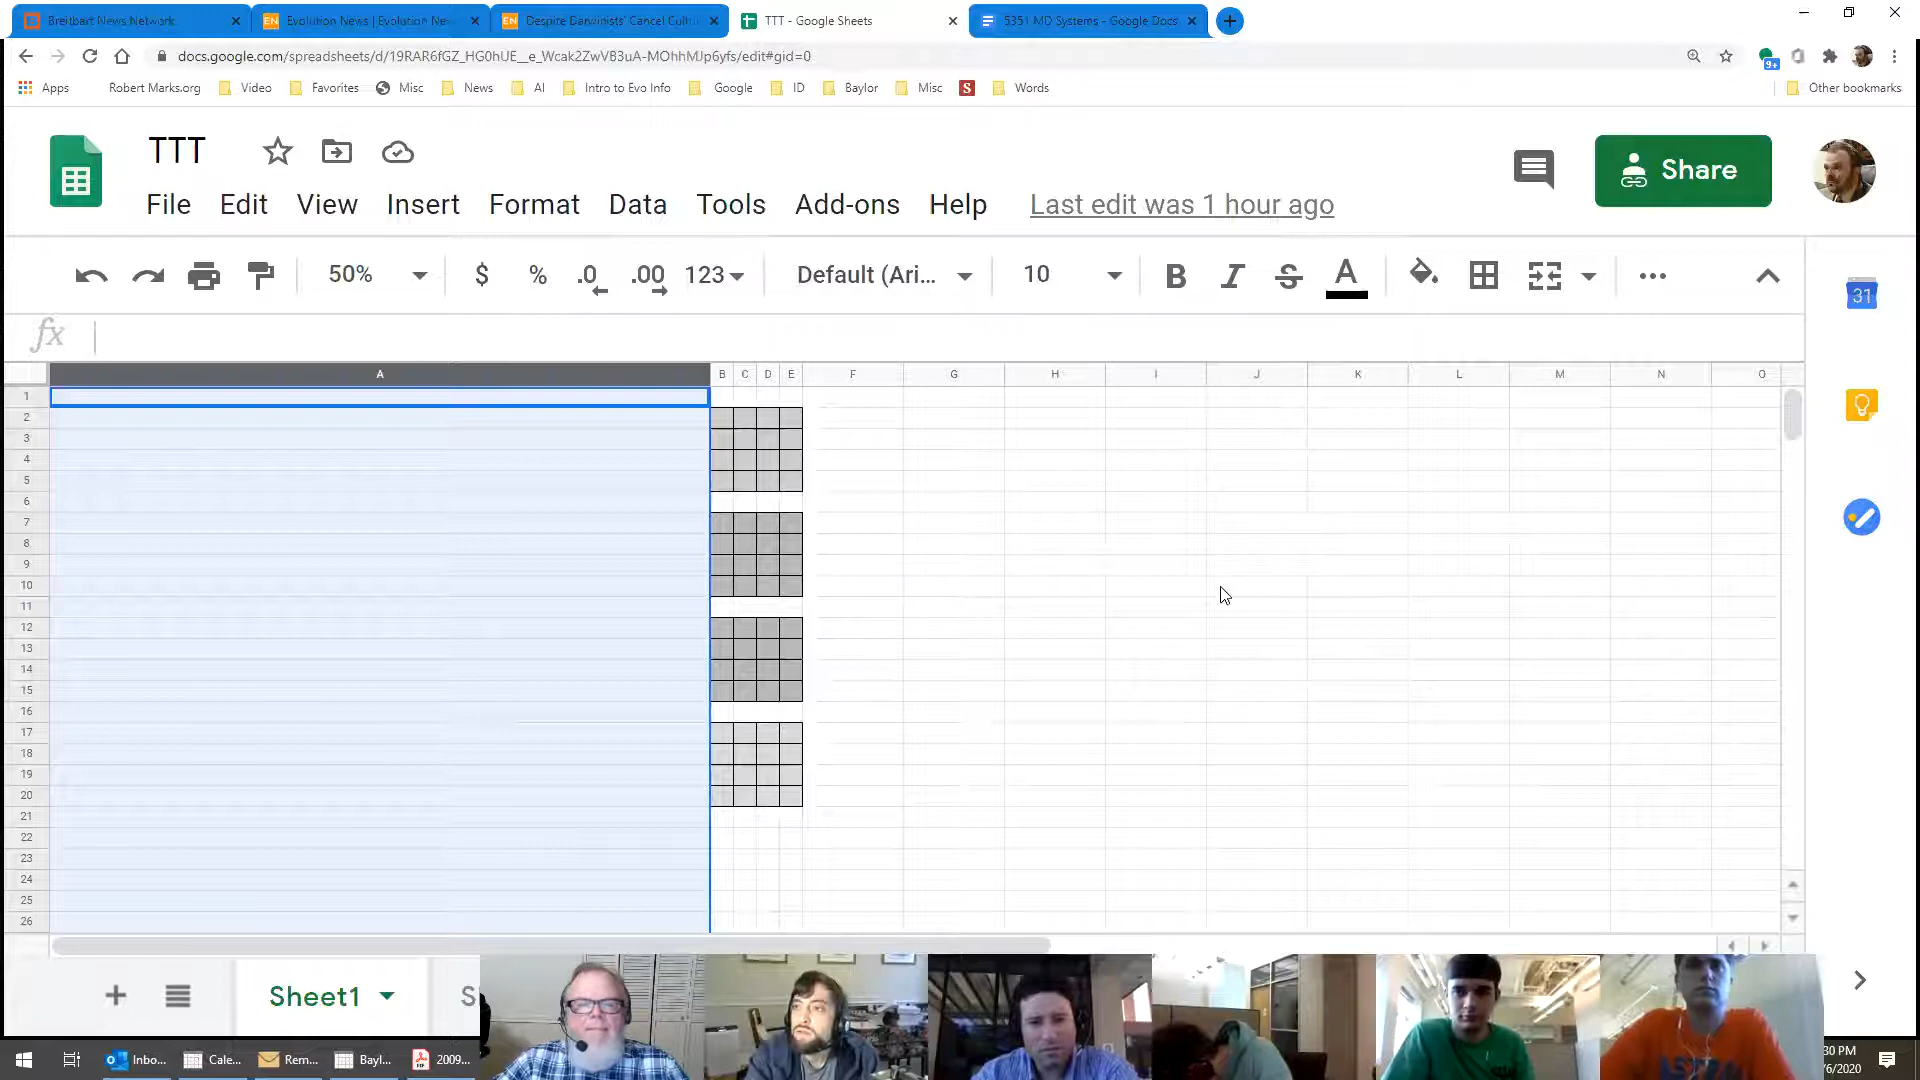 Breitbart News Network
Evolution News | Evolution New
Despite Darwinists' Cancel Cultu
TTT - Google Sheets
5351 MD Systems - Google Docs
docs.google.com/spreadsheets/d/19RAR6fGZ_HG0hUE__e_Wcak2ZwVB3uA-MOhhMJp6yfs/edit#gid=0
9+
Apps
Robert Marks.org
Video
Favorites
Misc
News
AI
Intro to Evo Info
Google
ID
Baylor
Misc
S
Words
Other bookmarks
TTT
Share
File Edit View Insert Format Data Tools Add-ons Help Last edit was 1 hour ago
50% $ % .0 .00 123 Default (Ari... 10 B I S A
31
fx
A B C D E F G H I J K L M N O
1
2
3
4
5
6
7
8
9
10
11
12
13
14
15
16
17
18
19
20
21
22
23
24
25
26
+ Sheet1 S
Inbo...
Cale...
Rem...
Bayl...
2009...
30 PM
/6/2020